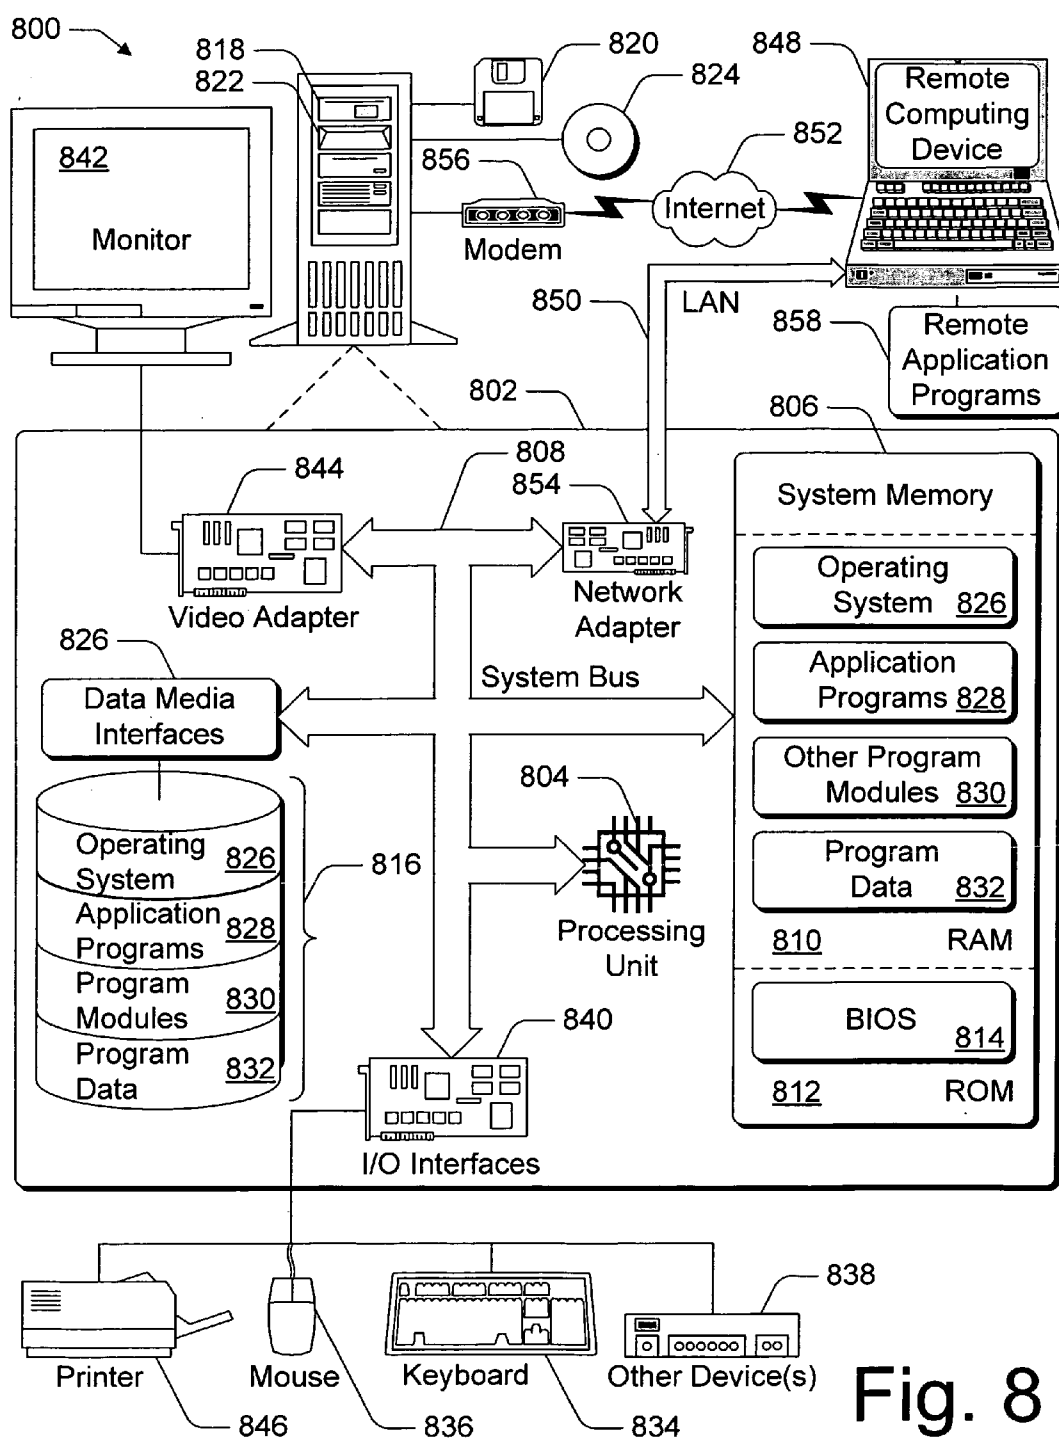 800
818
822
820
824
848
Remote
Computing
Device
842
Monitor
856
Modem
852
Internet
850
LAN
858
Remote
Application
Programs
802
806
844
808
854
System Memory
Video Adapter
Network
Adapter
Operating
System 826
826
Data Media
Interfaces
System Bus
Application
Programs 828
Other Program
Modules 830
804
Processing
Unit
Program
Data 832
810 RAM
Operating
System 826
816
Application
Programs 828
Program
Modules 830
Program
Data 832
840
I/O Interfaces
BIOS 814
812 ROM
Printer
846
Mouse
836
Keyboard
834
838
Other Device(s)
Fig. 8